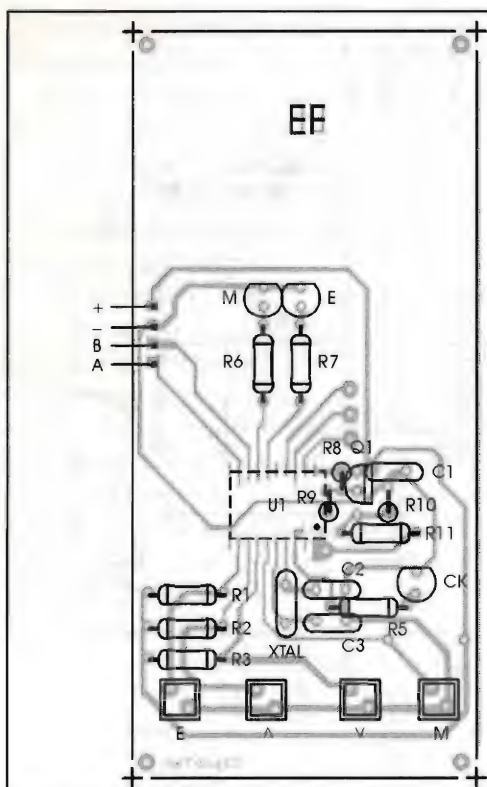 EF
+
M E
−
B
A
R6 R7
R8 Q1
C1
R9 U1 R10
R11
C2 CK
R1
R2 R5
R3 XTAL C3
E A V M